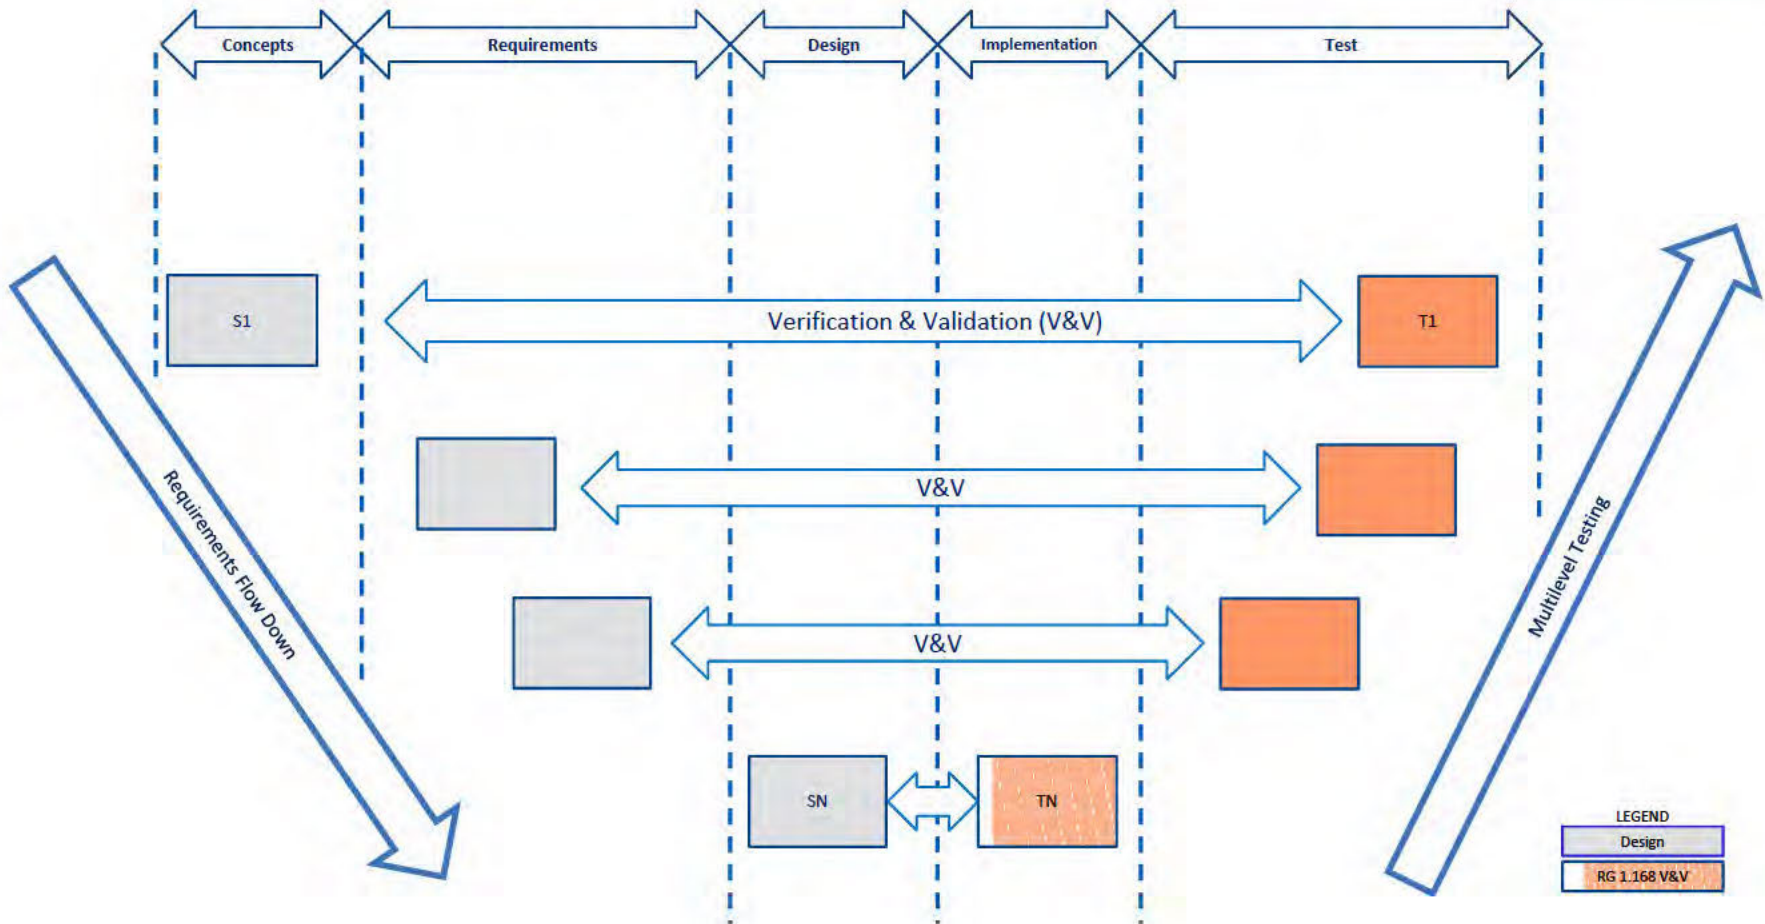 Concepts
Requirements
Design
Implementation
Test
S1
Verification & Validation (V&V)
T1
V&V
V&V
SN
TN
Requirements Flow Down
Multilevel Testing
LEGEND
Design
RG 1.168 V&V